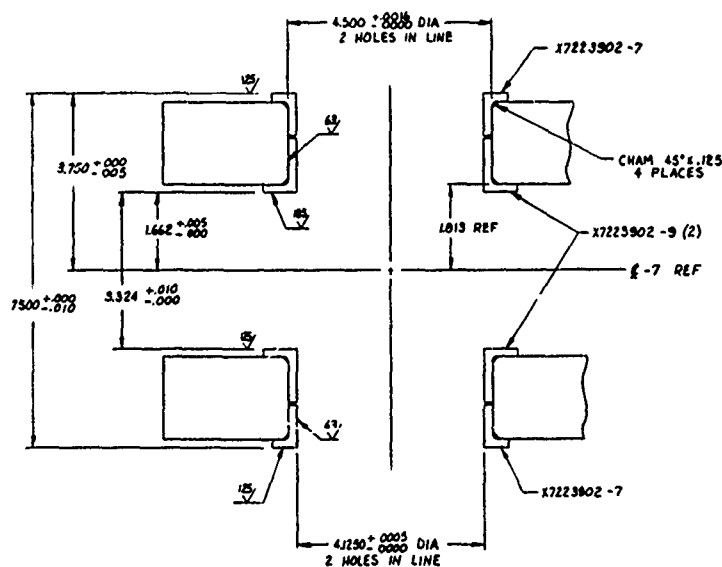 4.500 +.0016 -.0000 DIA
2 HOLES IN LINE
X7223902-7
125
63
3.750 +.000 -.005
CHAM 45°x.125
4 PLACES
1.662 +.005 -.000
125
1.813 REF
X7223902-9 (2)
℄ -7 REF
7.500 +.000 -.010
3.324 +.010 -.000
125
63
125
X7223902-7
4.1250 +.0005 -.0000 DIA
2 HOLES IN LINE